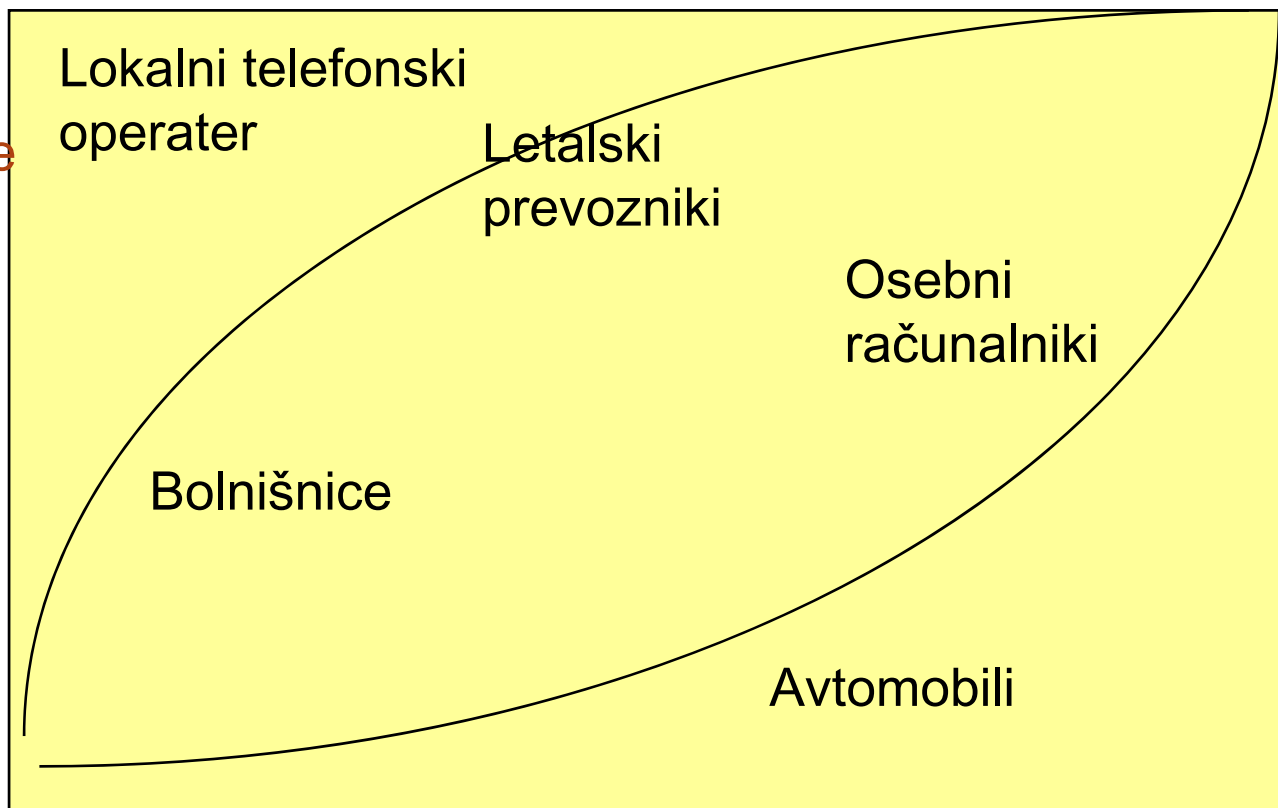 Lokalni telefonski
operater
e
Letalski
prevozniki
Osebni
računalniki
Bolnišnice
Avtomobili